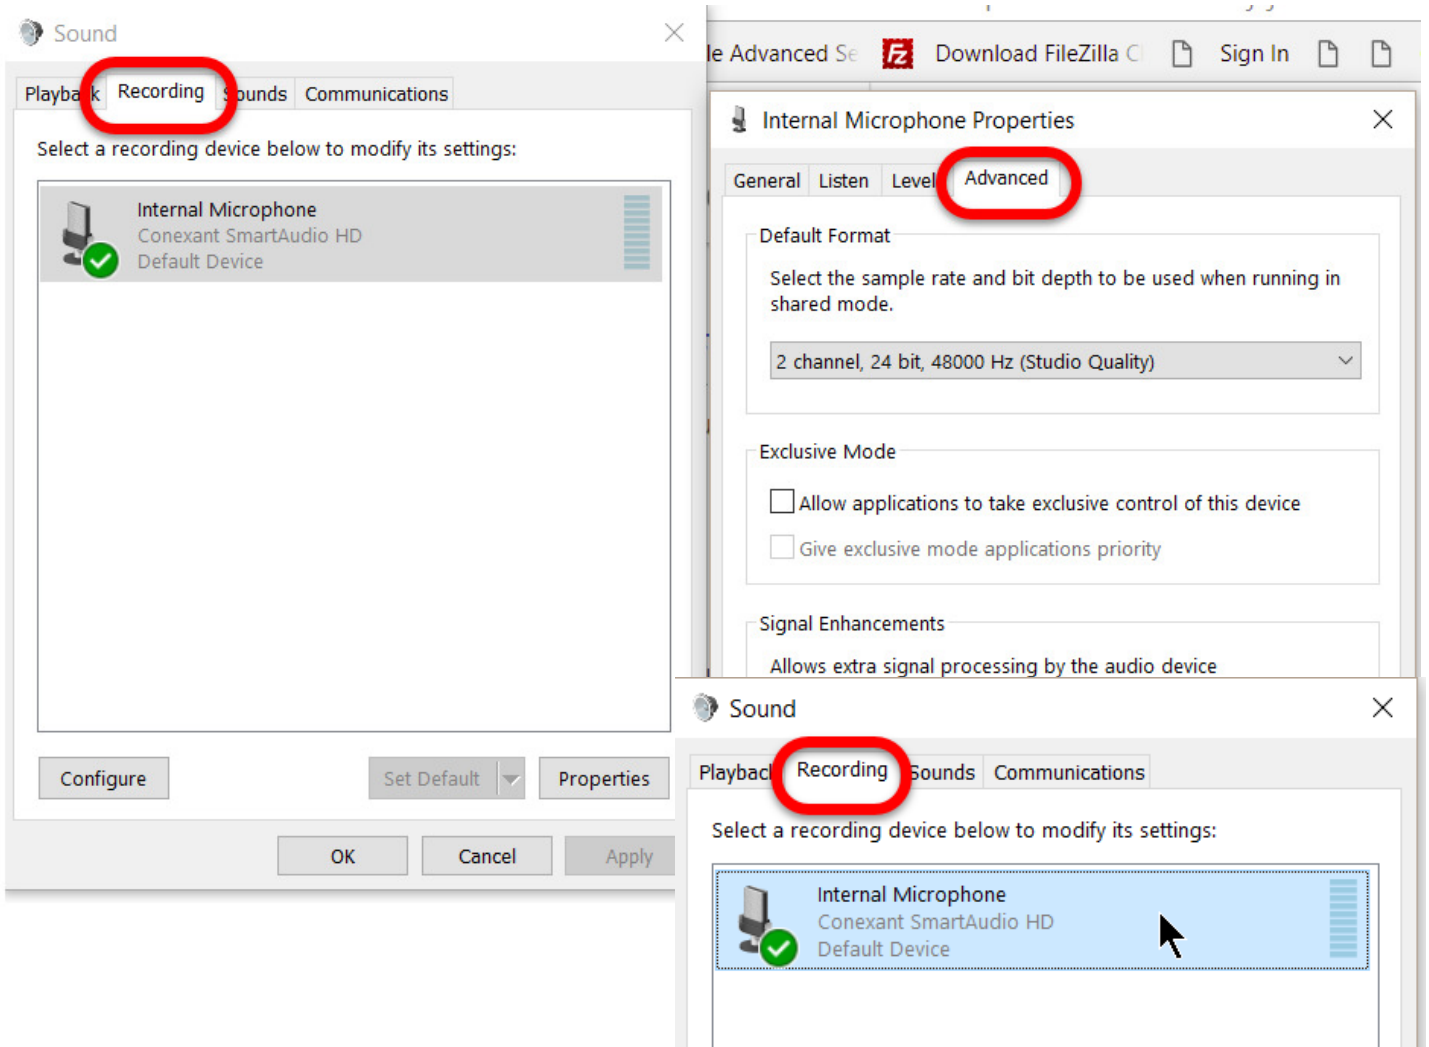 Sound
Playback Recording Sounds Communications
Select a recording device below to modify its settings:
Internal Microphone
Conexant SmartAudio HD
Default Device
Configure Set Default Properties
OK Cancel Apply
le Advanced Se Download FileZilla C Sign In
Internal Microphone Properties
General Listen Level Advanced
Default Format
Select the sample rate and bit depth to be used when running in
shared mode.
2 channel, 24 bit, 48000 Hz (Studio Quality)
Exclusive Mode
Allow applications to take exclusive control of this device
Give exclusive mode applications priority
Signal Enhancements
Allows extra signal processing by the audio device
Sound
Playback Recording Sounds Communications
Select a recording device below to modify its settings:
Internal Microphone
Conexant SmartAudio HD
Default Device